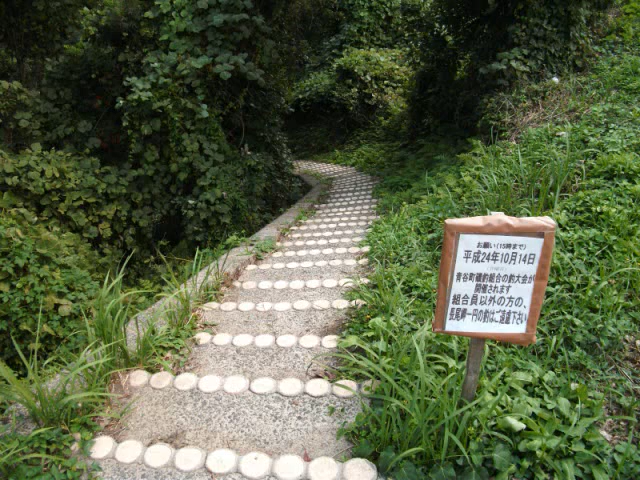 お願い(15時まで)
平成24年10月14日
青谷町磯釣組合の釣大会が
開催されます
組合員以外の方の、
長尾鼻一円の釣はご遠慮下さい